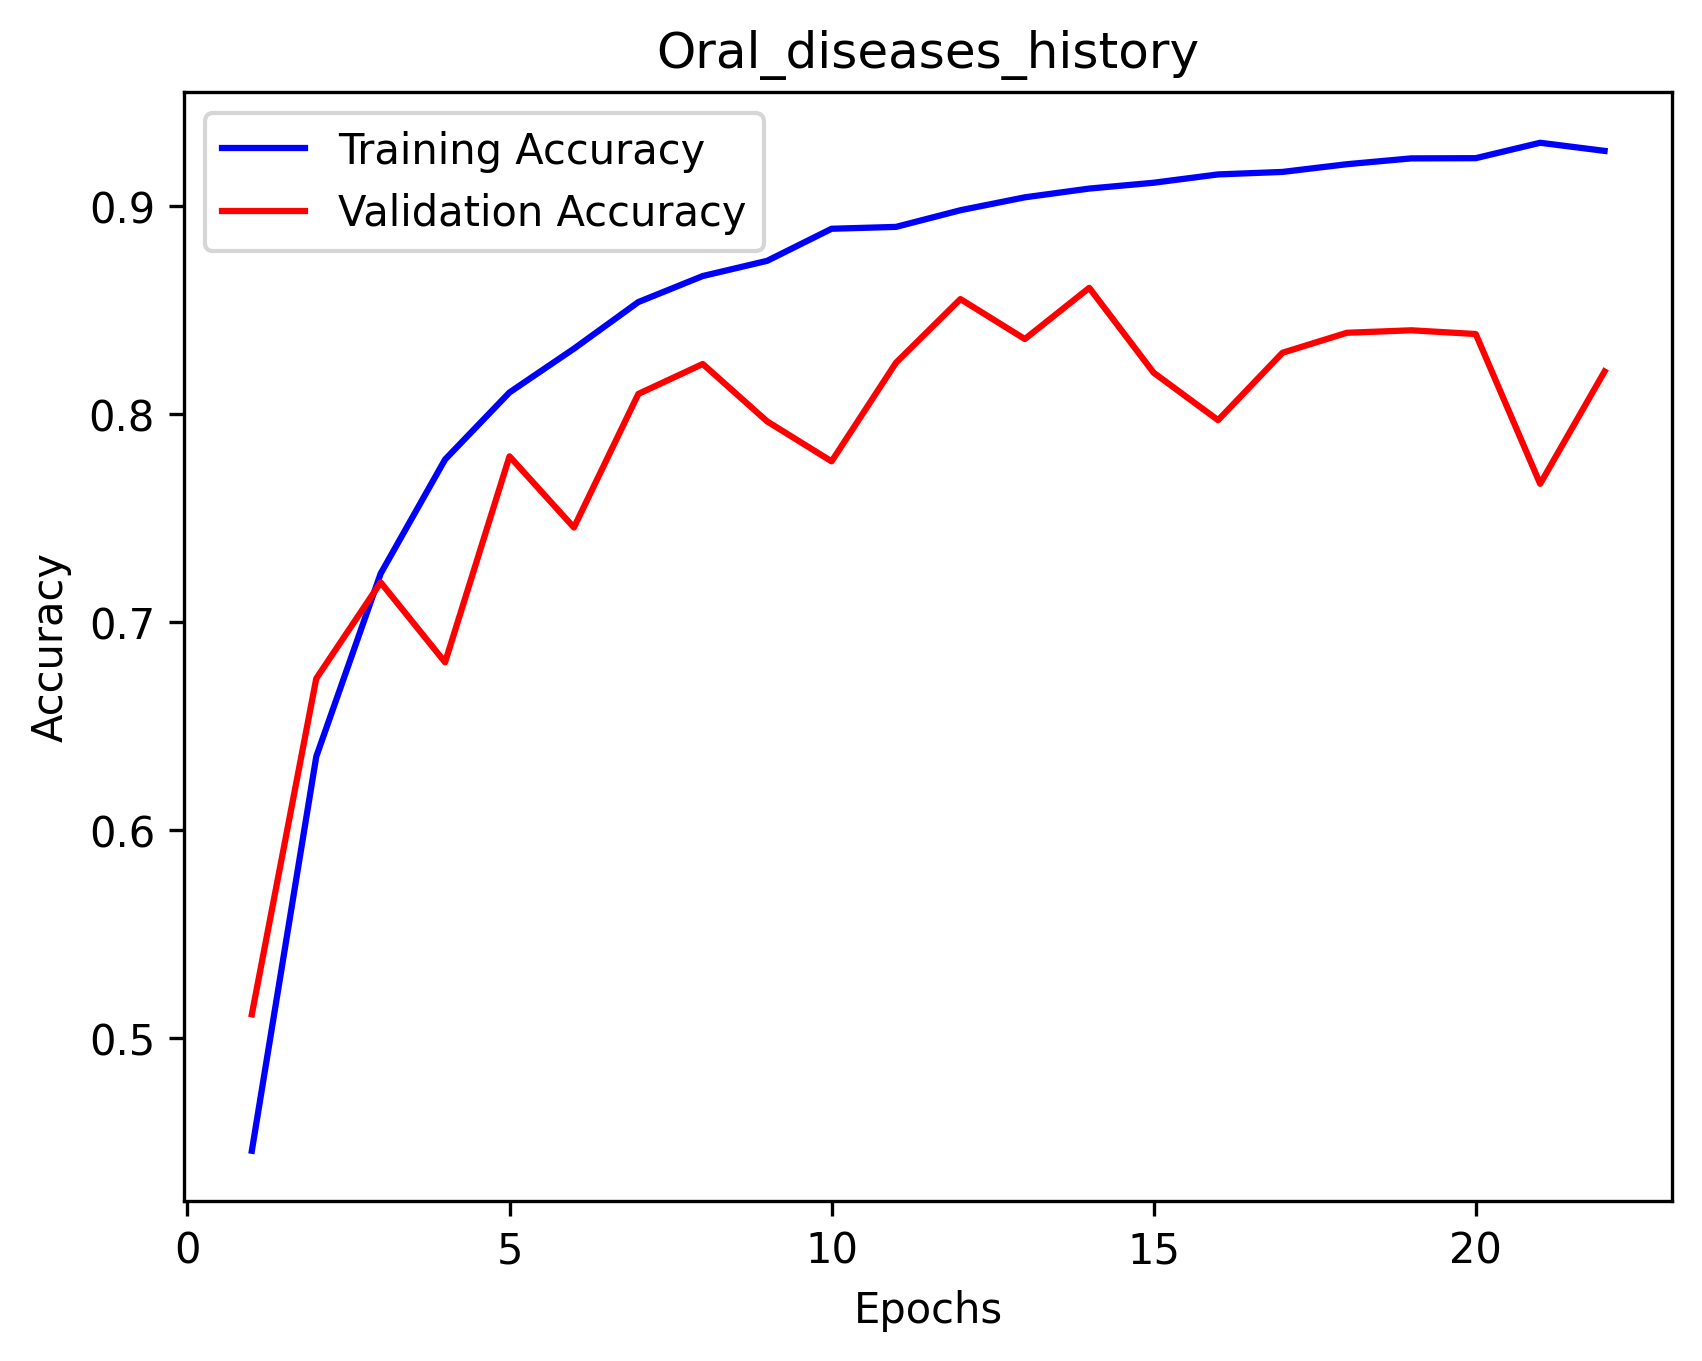 Oral_diseases_history
Training Accuracy
Validation Accuracy
0.9
0.8
0.7
0.6
0.5
Accuracy
0 5 10 15 20
Epochs